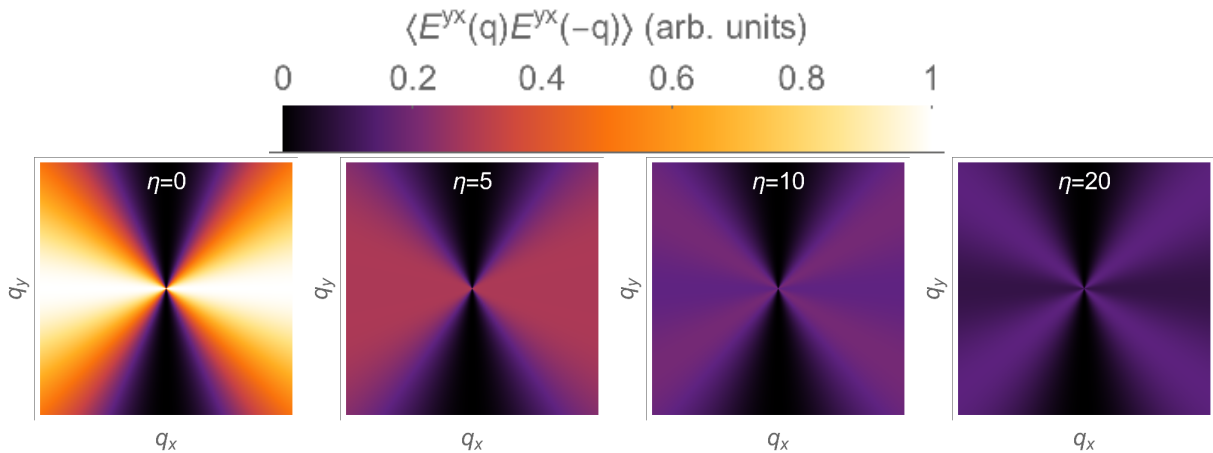 ⟨E^yx(q)E^yx(−q)⟩ (arb. units)
0 0.2 0.4 0.6 0.8 1
η=0 η=5 η=10 η=20
q_y q_y q_y q_y
q_x q_x q_x q_x